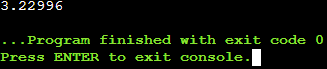 3.22996
...Program finished with exit code 0
Press ENTER to exit console.